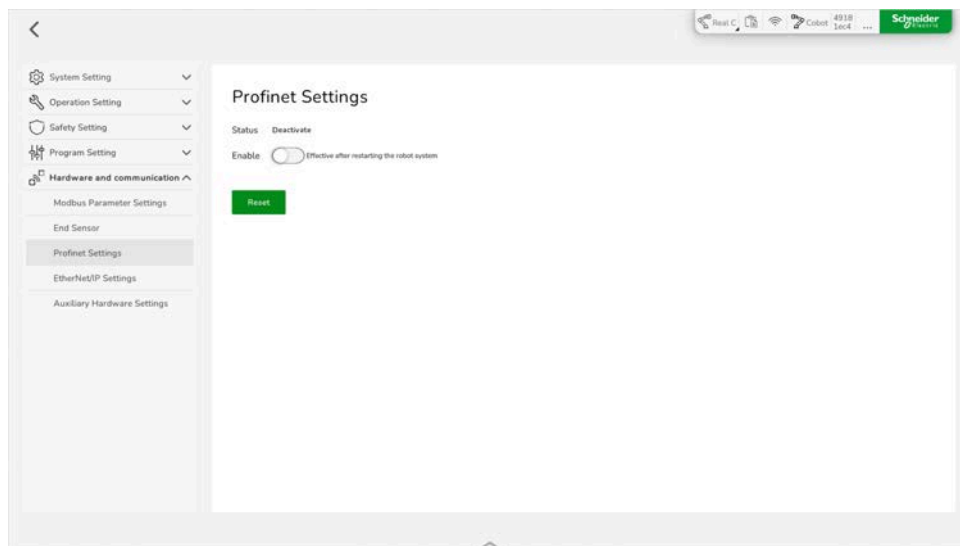 Real C
Cobot
4918
1ec4
...
Schneider
Electric
System Setting
Operation Setting
Safety Setting
Program Setting
Hardware and communication
Modbus Parameter Settings
End Sensor
Profinet Settings
EtherNet/IP Settings
Auxiliary Hardware Settings
Profinet Settings
Status Deactivate
Enable Effective after restarting the robot system
Reset